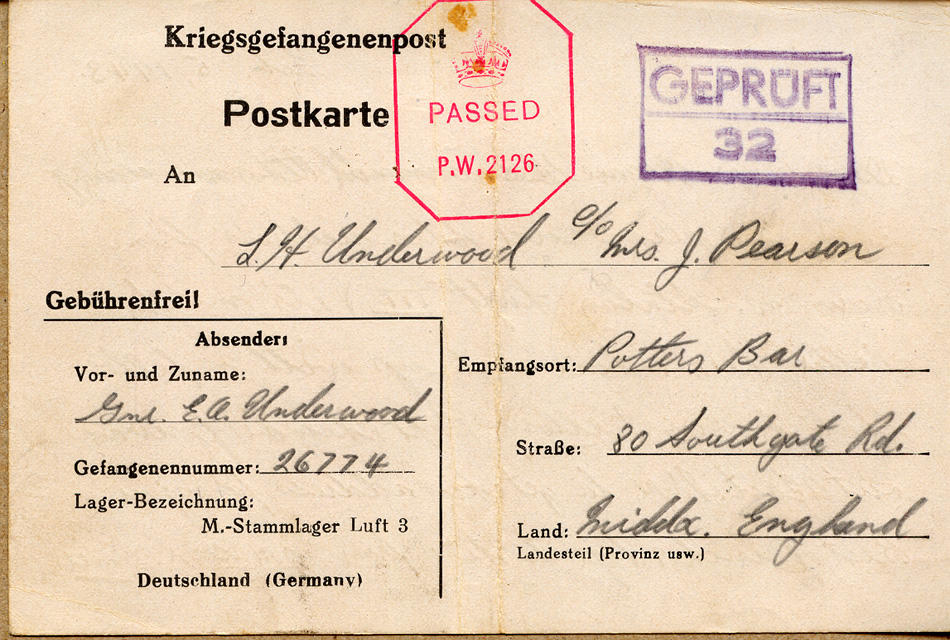 Kriegsgefangenenpost
Postkarte
PASSED
P.W.2126
GEPRÜFT
32
An
L.H. Underwood c/o Mrs. J. Pearson
Gebührenfrei!
Absender:
Vor- und Zuname:
Gnr. E.A. Underwood
Gefangenennummer: 26774
Lager-Bezeichnung:
M.-Stammlager Luft 3
Deutschland (Germany)
Empfangsort: Potters Bar
Straße: 80 Southgate Rd.
Land: Middx. England
Landesteil (Provinz usw.)